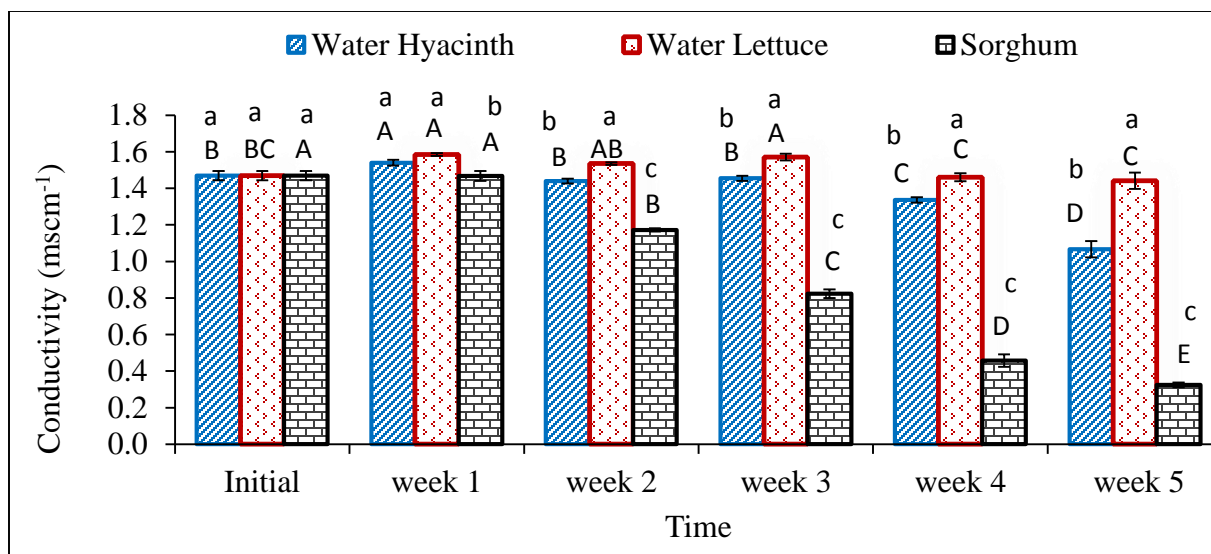 Water Hyacinth Water Lettuce Sorghum
Conductivity (mscm-1)
1.8
1.6
1.4
1.2
1.0
0.8
0.6
0.4
0.2
0.0
a a a
B BC A
a a b
A A A
b a c
B AB B
b a c
B A C
b a c
C C D
b a c
D C E
Initial week 1 week 2 week 3 week 4 week 5
Time